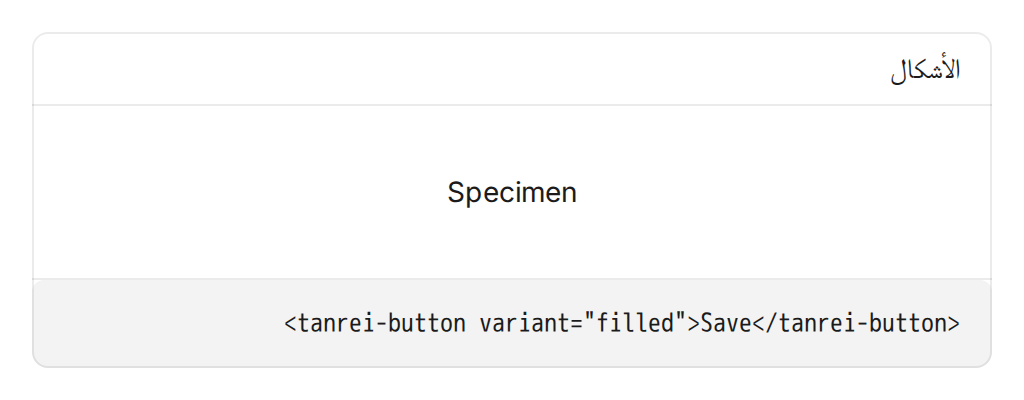 الأشكال
Specimen
<tanrei-button variant="filled">Save</tanrei-button>